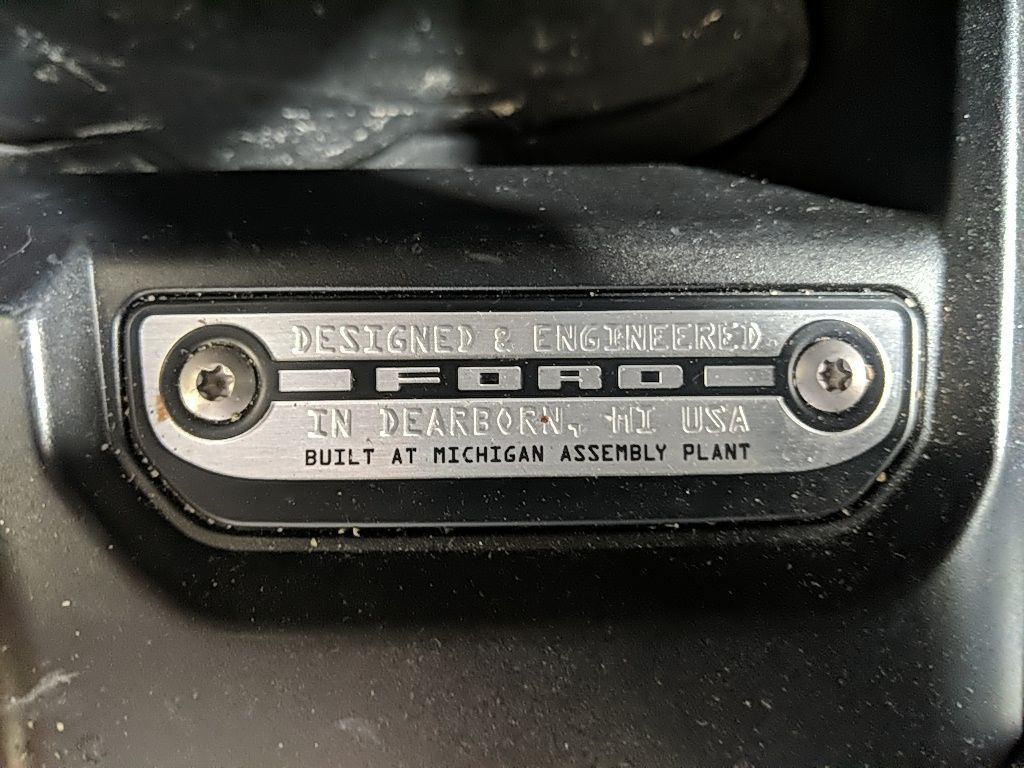 DESIGNED & ENGINEERED.
FORD
IN DEARBORN, MI USA
BUILT AT MICHIGAN ASSEMBLY PLANT